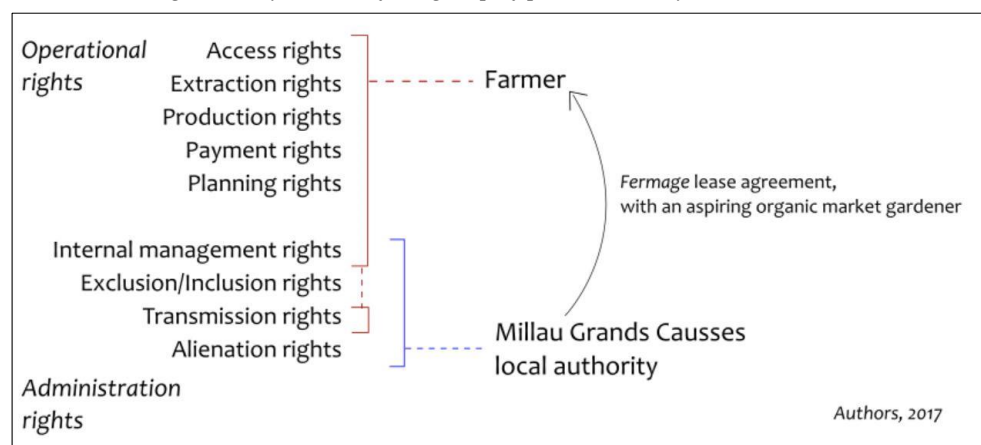 Operational
rights
Access rights
Extraction rights
Production rights
Payment rights
Planning rights
Internal management rights
Exclusion/Inclusion rights
Transmission rights
Alienation rights
Administration
rights
Farmer
Fermage lease agreement,
with an aspiring organic market gardener
Millau Grands Causses
local authority
Authors, 2017